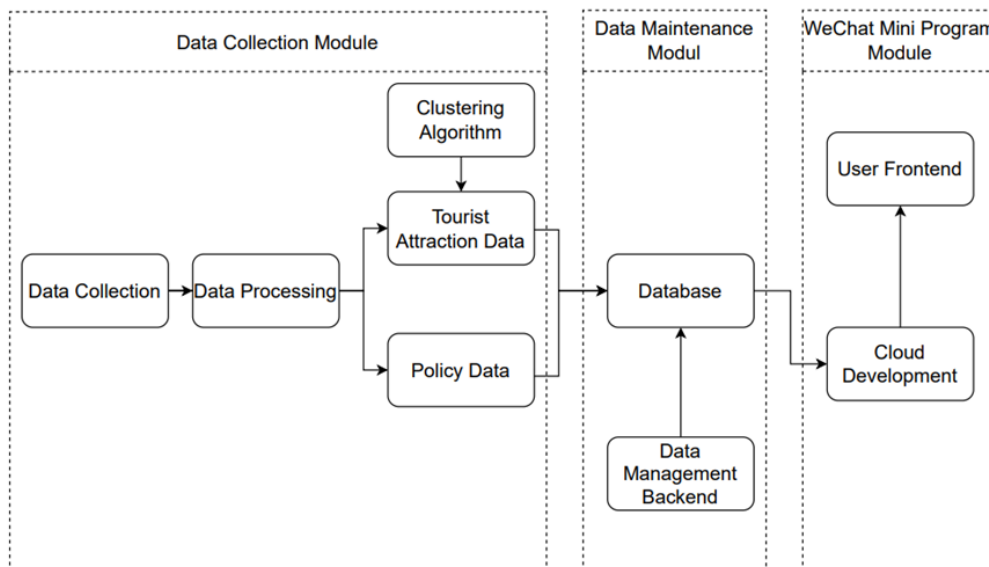 Data Collection Module
Data Maintenance
Modul
WeChat Mini Program
Module
Clustering
Algorithm
Tourist
Attraction Data
Data Collection
Data Processing
Policy Data
Database
Data
Management
Backend
User Frontend
Cloud
Development